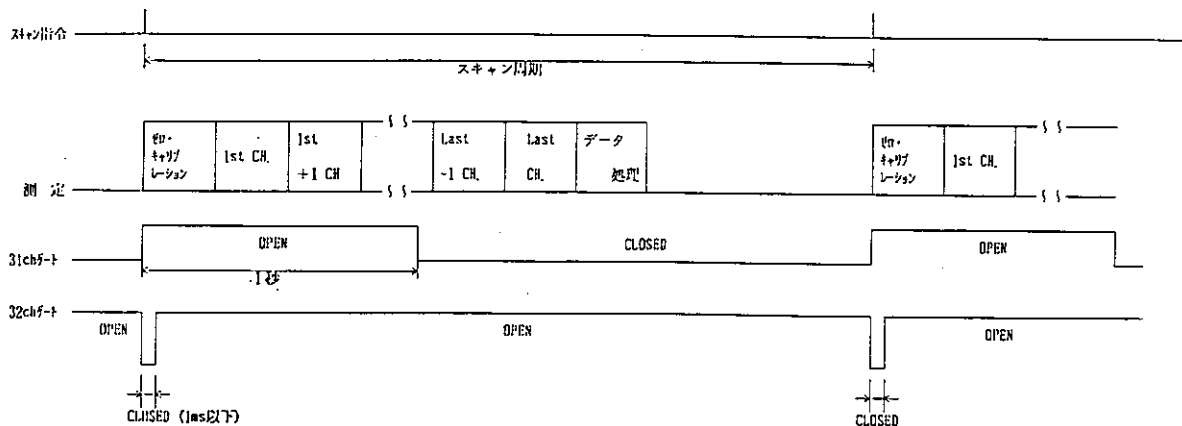 スキャン指令
スキャン周期
ゼロ・
キャリブ
レーション
1st CH.
1st
+1 CH
Last
-1 CH.
Last
CH.
データ
処理
ゼロ・
キャリブ
レーション
1st CH.
測 定
OPEN
CLOSED
OPEN
31chゲート
1秒
32chゲート
OPEN
OPEN
OPEN
CLOSED (1ms以下)
CLOSED